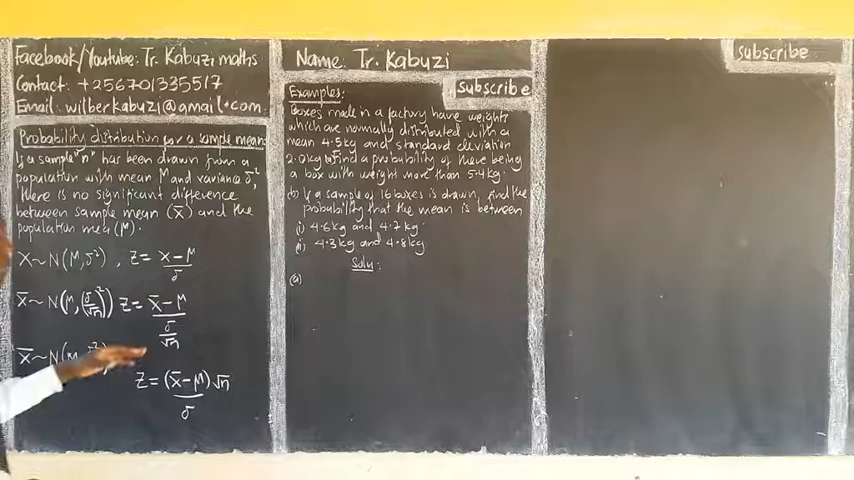 Facebook/Youtube: Tr. Kabuzi maths
Contact: +256701335517
Email: wilberkabuzi@gmail.com
Probability distribution for a sample mean
If a sample "n" has been drawn from a
population with mean M and variance σ²,
there is no significant difference
between sample mean (x̄) and the
population mea (M).
X~N(M,σ²), Z = X-M/σ
X̄~N(M,(σ/√n)²) Z = X̄-M/(σ/√n)
X̄~N(M
Z = (X̄-M)√n/σ
Name: Tr. Kabuzi
subscribe
Examples:
Boxes made in a factory have weights
which are normally distributed with a
mean 4.5kg and standard deviation
2.0kg a) Find a probability of there being
a box with weight more than 5.4kg.
(b) If a sample of 16 boxes is drawn, find the
probability that the mean is between
(i) 4.6kg and 4.7kg
(ii) 4.3kg and 4.8kg
Soln:
(a)
subscribe